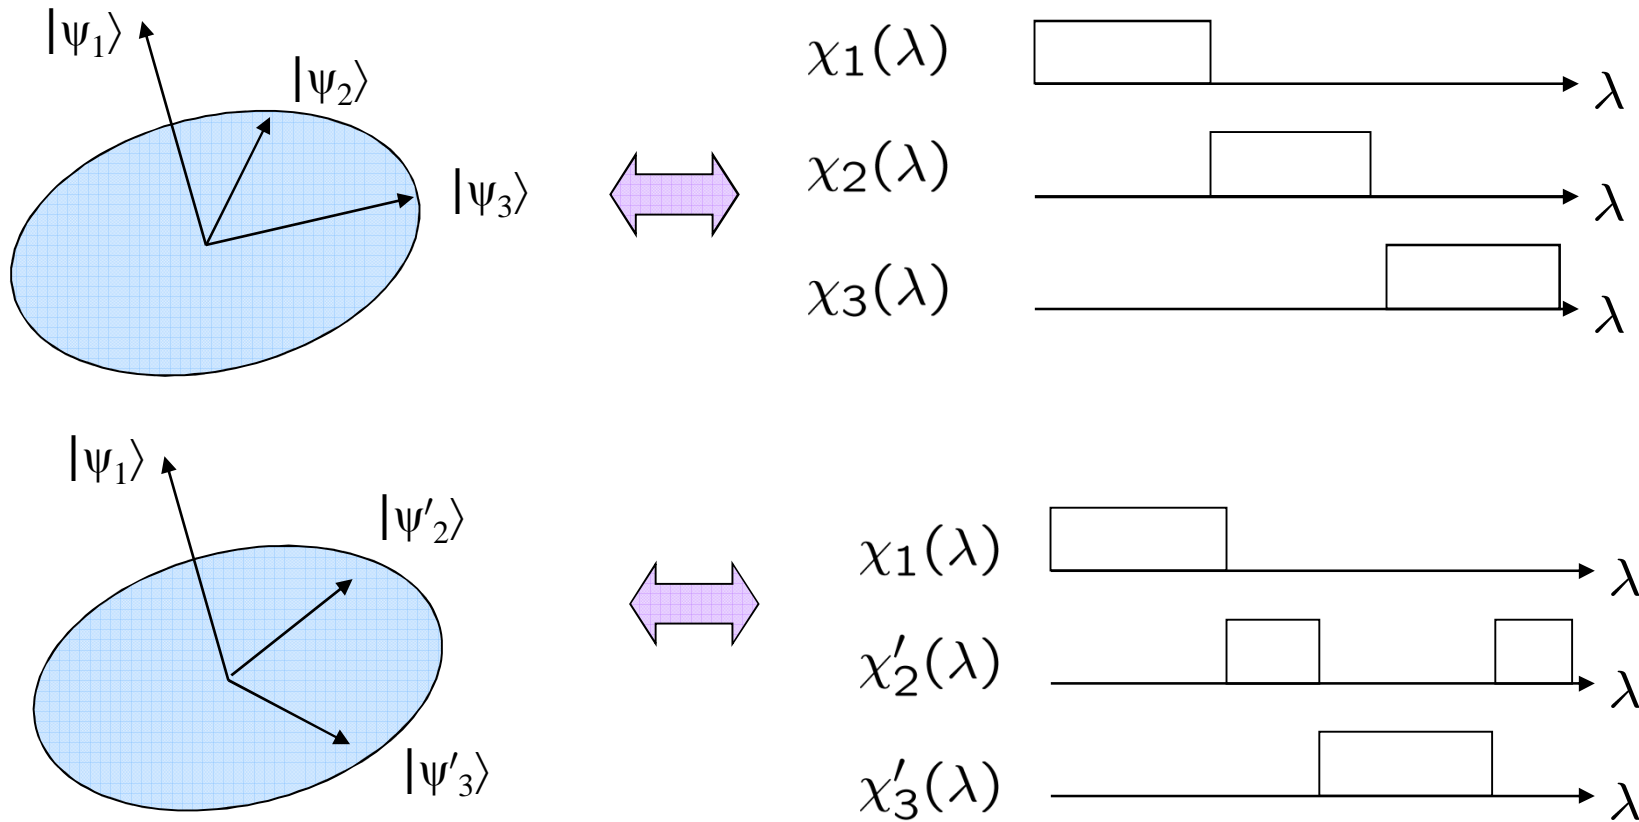 |ψ₁⟩
|ψ₂⟩
|ψ₃⟩
χ₁(λ)
λ
χ₂(λ)
λ
χ₃(λ)
λ
|ψ₁⟩
|ψ′₂⟩
|ψ′₃⟩
χ₁(λ)
λ
χ′₂(λ)
λ
χ′₃(λ)
λ